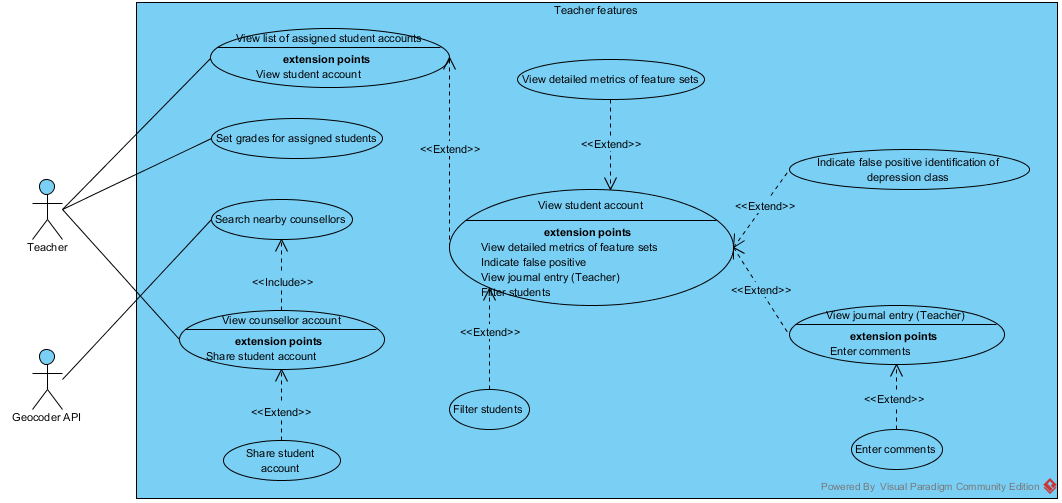 Teacher features
View list of assigned student accounts
extension points
View student account
View detailed metrics of feature sets
<<Extend>>
<<Extend>>
Set grades for assigned students
Indicate false positive identification of
depression class
<<Extend>>
Teacher
Search nearby counsellors
View student account
extension points
View detailed metrics of feature sets
Indicate false positive
View journal entry (Teacher)
Filter students
<<Include>>
<<Extend>>
View counsellor account
extension points
Share student account
<<Extend>>
View journal entry (Teacher)
extension points
Enter comments
Geocoder API
<<Extend>>
Filter students
<<Extend>>
Share student
account
Enter comments
Powered By Visual Paradigm Community Edition